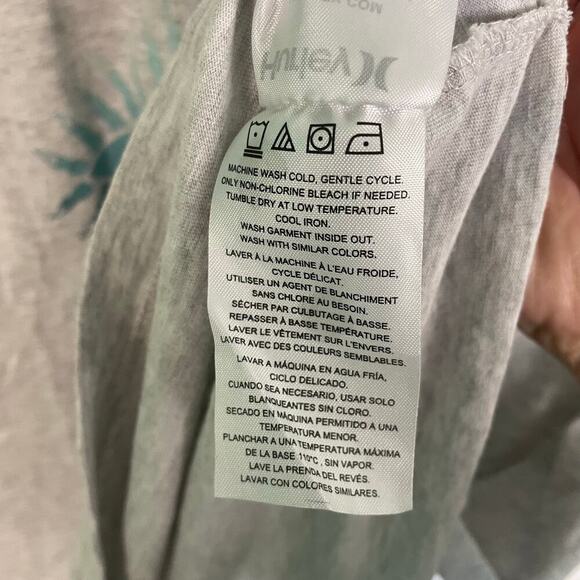 X.COM
Hurley
MACHINE WASH COLD, GENTLE CYCLE.
ONLY NON-CHLORINE BLEACH IF NEEDED.
TUMBLE DRY AT LOW TEMPERATURE.
COOL IRON.
WASH GARMENT INSIDE OUT.
WASH WITH SIMILAR COLORS.
LAVER À LA MACHINE À L'EAU FROIDE,
CYCLE DÉLICAT.
UTILISER UN AGENT DE BLANCHIMENT
SANS CHLORE AU BESOIN.
SÉCHER PAR CULBUTAGE À BASSE.
REPASSER À BASSE TEMPÉRATURE.
LAVER LE VÊTEMENT SUR L'ENVERS.
LAVER AVEC DES COULEURS SEMBLABLES.
LAVAR A MÁQUINA EN AGUA FRÍA,
CICLO DELICADO.
CUANDO SEA NECESARIO, USAR SOLO
BLANQUEANTES SIN CLORO.
SECADO EN MÁQUINA PERMITIDO A UNA
TEMPERATURA MENOR.
PLANCHAR A UNA TEMPERATURA MÁXIMA
DE LA BASE 110°C, SIN VAPOR.
LAVE LA PRENDA DEL REVÉS.
LAVAR CON COLORES SIMILARES.